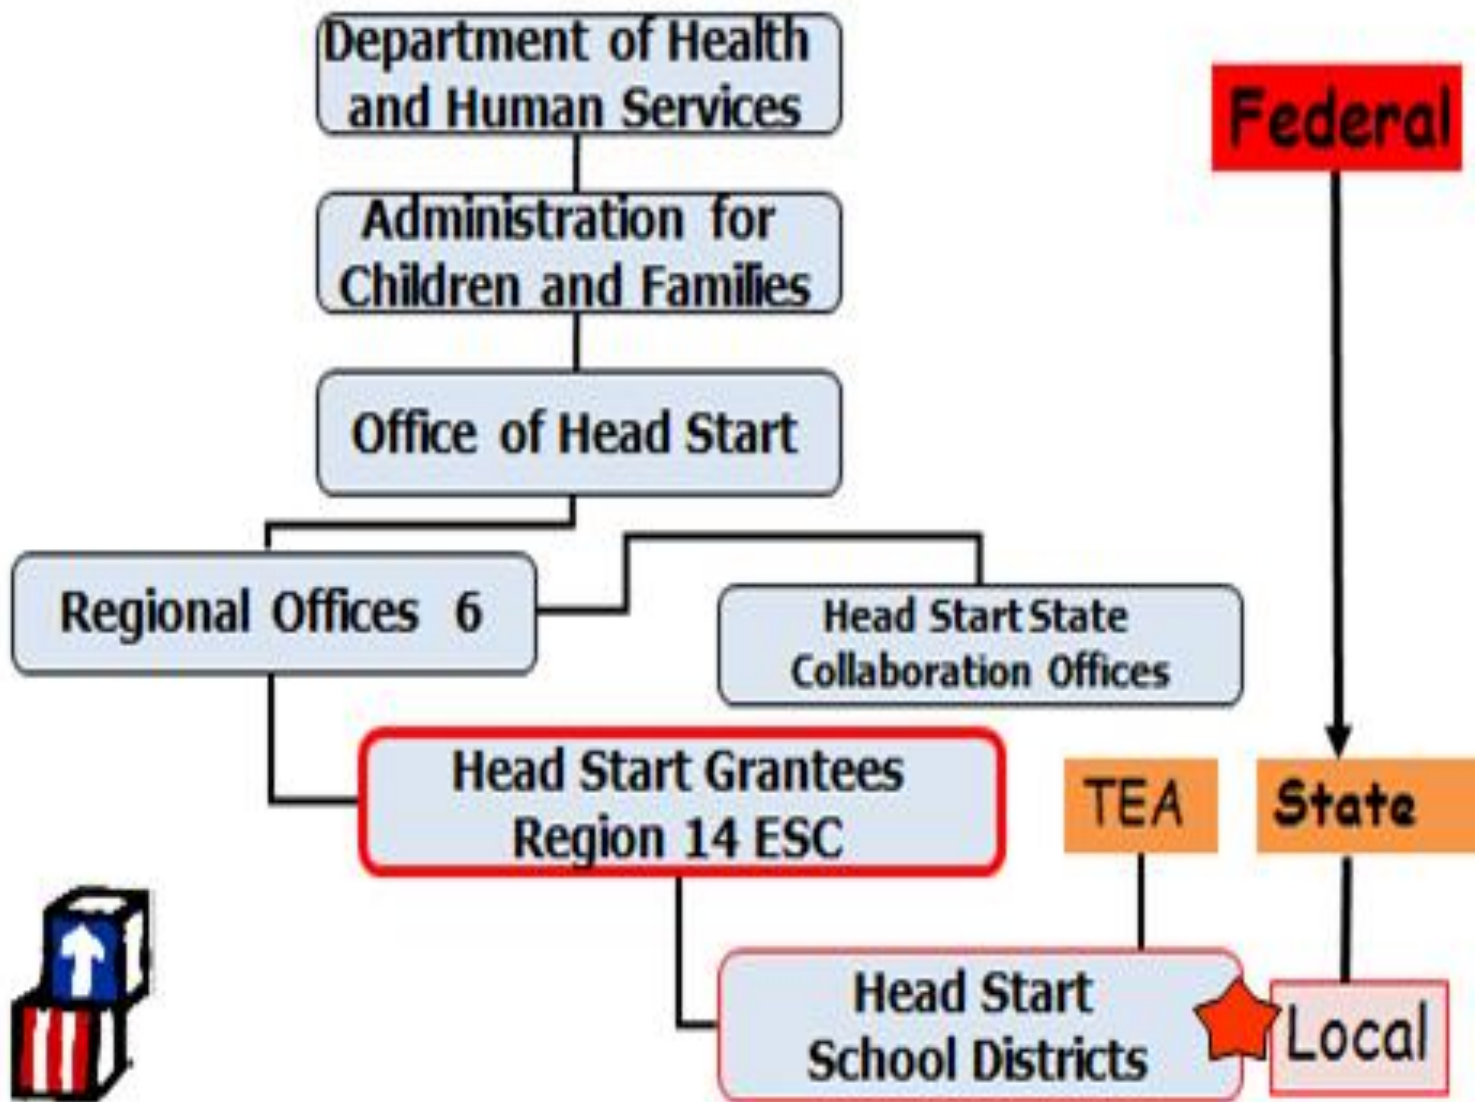 Department of Health
and Human Services
Federal
Administration for
Children and Families
Office of Head Start
Regional Offices 6
Head Start State
Collaboration Offices
Head Start Grantees
Region 14 ESC
TEA
State
Head Start
School Districts
Local